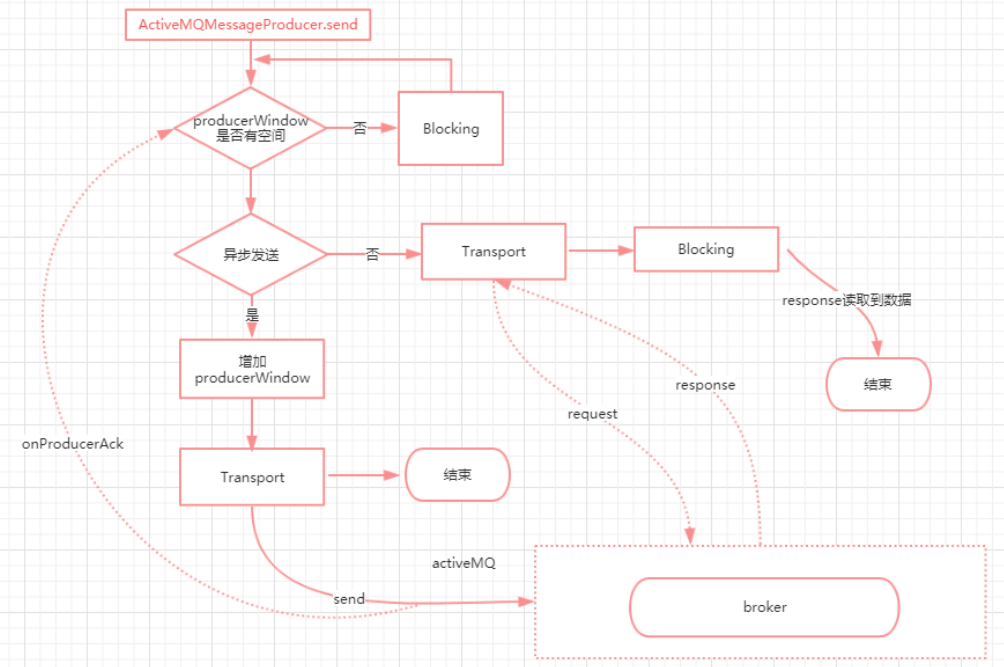 ActiveMQMessageProducer.send
producerWindow
是否有空间
否
Blocking
异步发送
否
Transport
Blocking
response读取到数据
是
增加
producerWindow
结束
response
request
onProducerAck
Transport
结束
activeMQ
send
broker